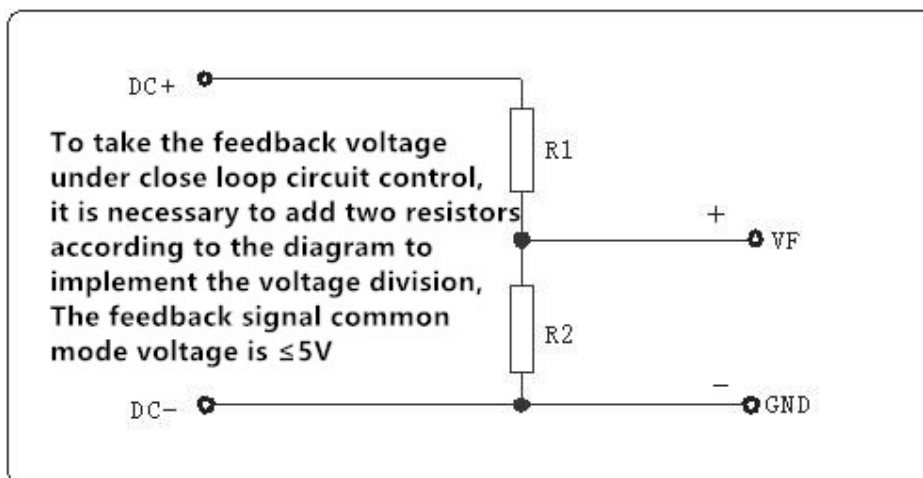 DC+
To take the feedback voltage
under close loop circuit control,
it is necessary to add two resistors
according to the diagram to
implement the voltage division,
The feedback signal common
mode voltage is ≤5V
R1
+
VF
R2
DC-
-
GND